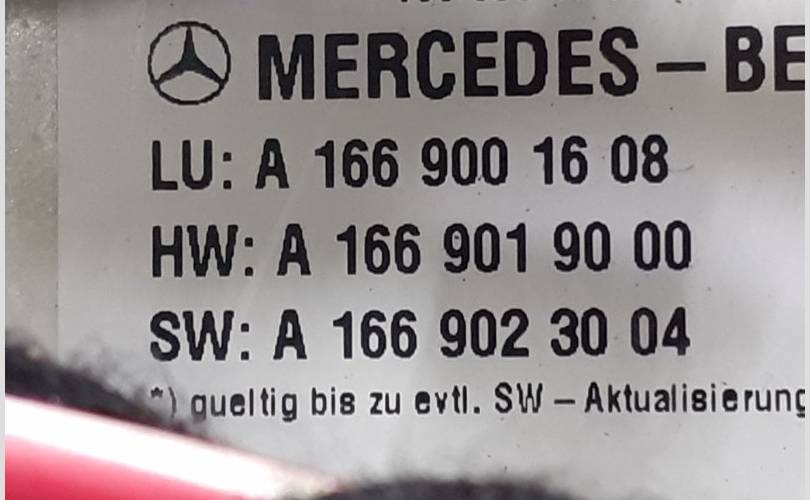 MERCEDES – BE
LU: A 166 900 16 08
HW: A 166 901 90 00
SW: A 166 902 30 04
*) gueltig bis zu evtl. SW – Aktualisierung